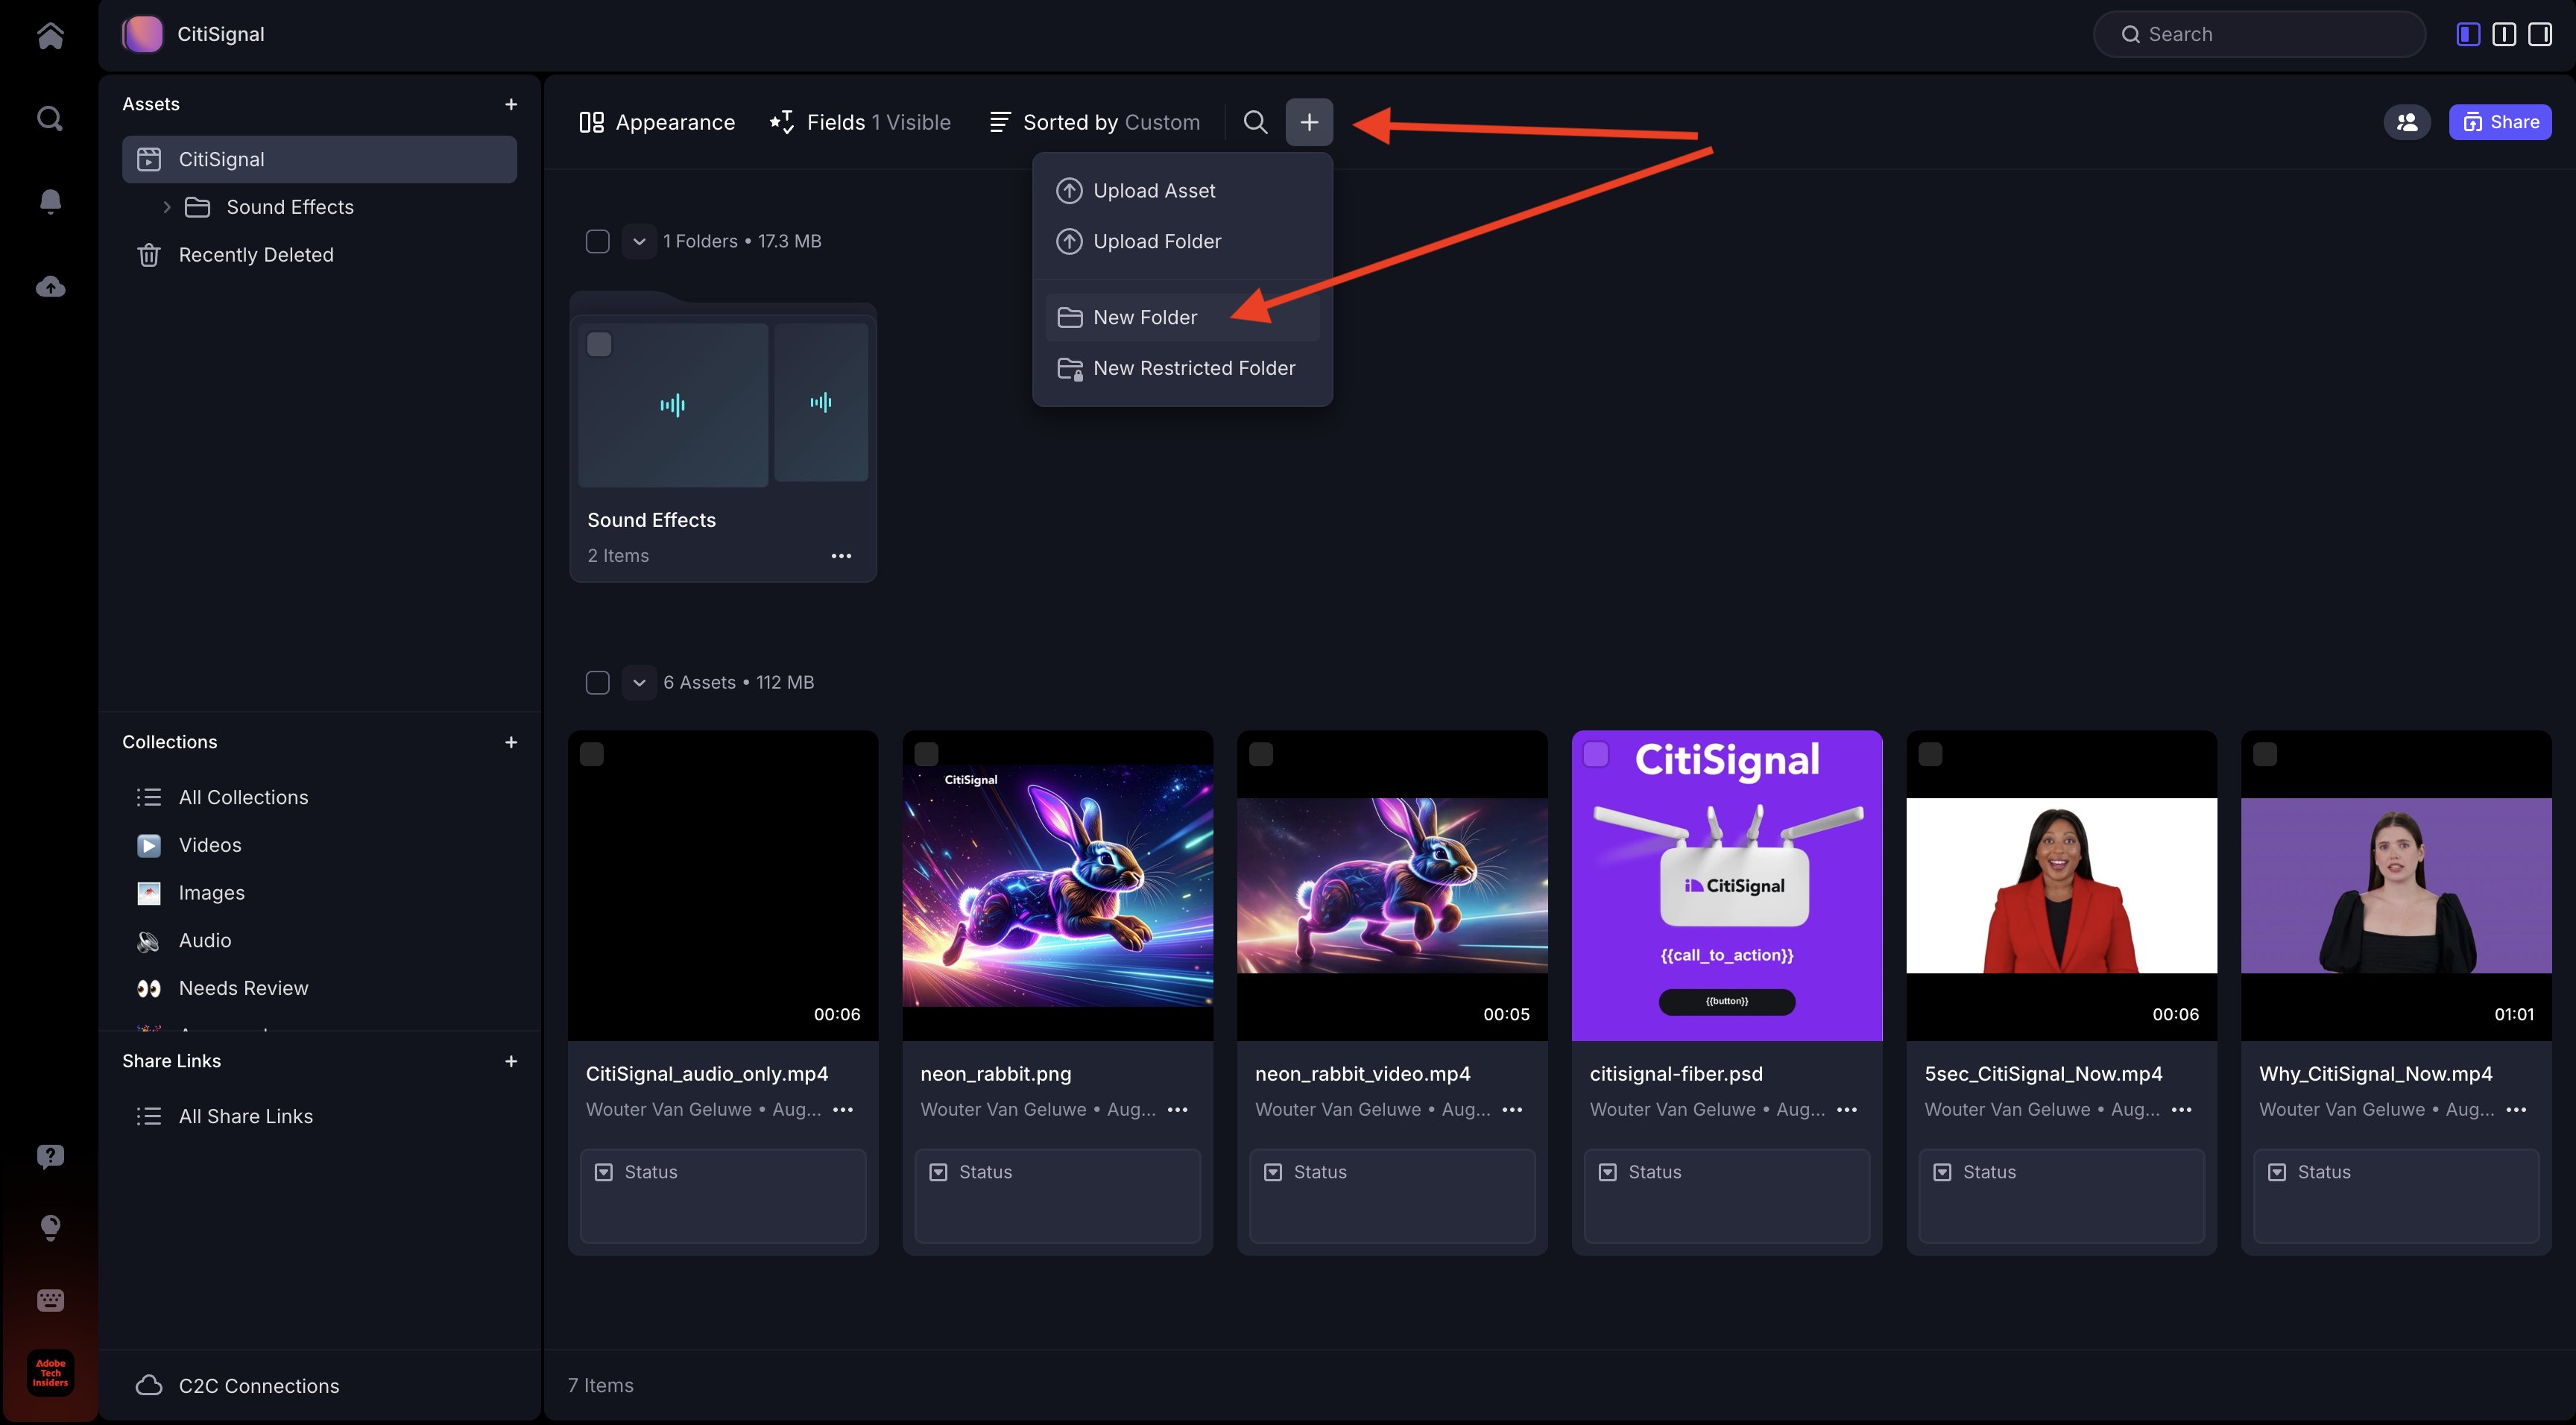 CitiSignal
Search
Assets
CitiSignal
Sound Effects
Recently Deleted
Collections
All Collections
Videos
Images
Audio
Needs Review
Share Links
All Share Links
C2C Connections
Adobe
Tech
Insiders
Appearance
Fields 1 Visible
Sorted by Custom
Share
Upload Asset
Upload Folder
New Folder
New Restricted Folder
1 Folders • 17.3 MB
Sound Effects
2 Items
6 Assets • 112 MB
00:06
CitiSignal_audio_only.mp4
Wouter Van Geluwe • Aug...
Status
CitiSignal
neon_rabbit.png
Wouter Van Geluwe • Aug...
Status
00:05
neon_rabbit_video.mp4
Wouter Van Geluwe • Aug...
Status
CitiSignal
CitiSignal
{{call_to_action}}
{{button}}
citisignal-fiber.psd
Wouter Van Geluwe • Aug...
Status
00:06
5sec_CitiSignal_Now.mp4
Wouter Van Geluwe • Aug...
Status
01:01
Why_CitiSignal_Now.mp4
Wouter Van Geluwe • Aug...
Status
7 Items